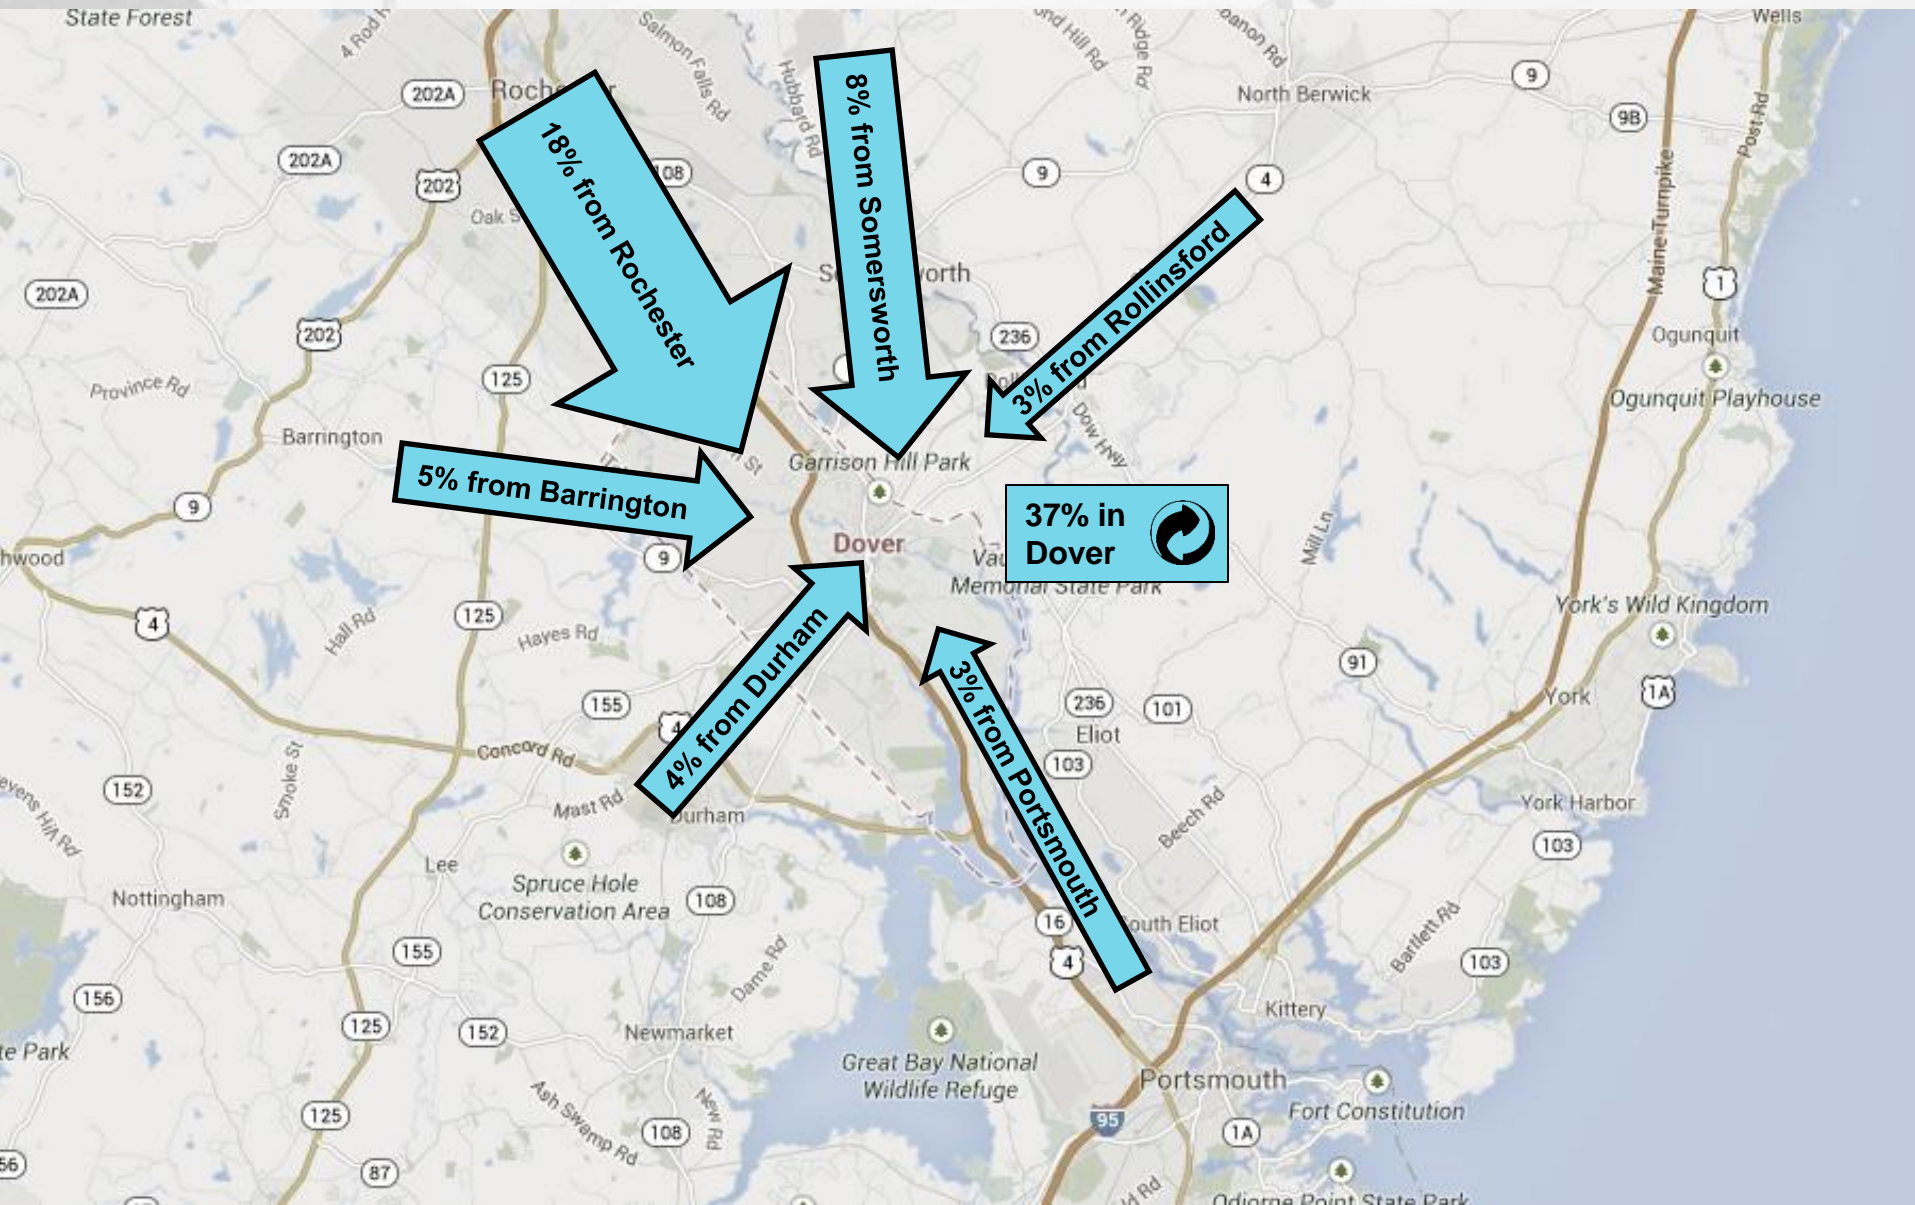 State Forest
Wells
Salmon Falls Rd
Hubbard Rd
North Berwick
202A
9
9B
Post Rd
18% from Rochester
8% from Somersworth
3% from Rollinsford
202A
202
108
9
4
Maine Turnpike
202A
1
202
236
Ogunquit
125
Province Rd
Ogunquit Playhouse
Barrington
Dow Hwy
5% from Barrington
Garrison Hill Park
9
37% in
Dover
Dover
Mill Ln
9
Memorial State Park
York's Wild Kingdom
4
125
Hall Rd
Hayes Rd
4% from Durham
3% from Portsmouth
91
155
4
236
101
York
1A
Eliot
Concord Rd
103
Smoke St
152
Mast Rd
Durham
Beech Rd
York Harbor
103
Lee
Spruce Hole
Conservation Area
Nottingham
108
16
South Eliot
Bartlett Rd
155
4
103
Dame Rd
156
125
152
Newmarket
Kittery
Great Bay National
Wildlife Refuge
Portsmouth
Fort Constitution
Ash Swamp Rd
New Rd
125
95
108
1A
87
Odiorne Point State Park